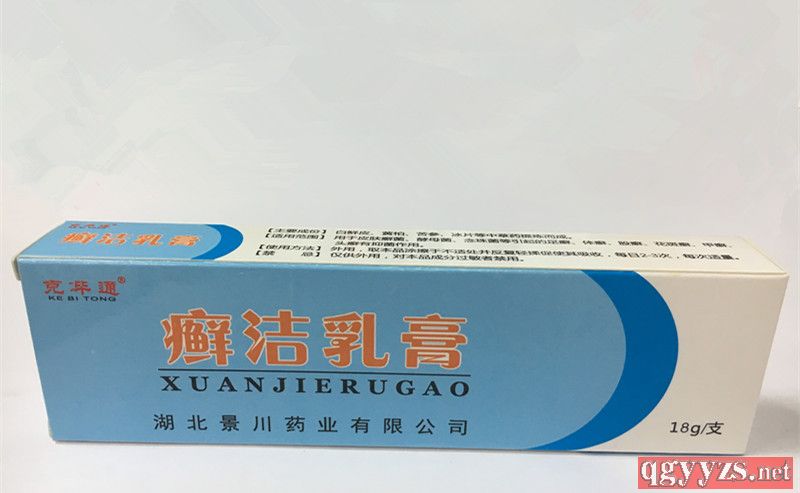 癣洁乳膏
【主要成份】 白鲜皮、黄柏、苦参、冰片等中草药提炼而成。
【适用范围】 用于皮肤癣菌、酵母菌、念珠菌等引起的足癣、体癣、股癣、花斑癣、甲癣、
头癣有抑菌作用。
【使用方法】 外用,取本品涂擦于不适处并反复轻揉促使其吸收,每日2-3次,每次适量。
【禁 忌】 仅供外用,对本品成分过敏者禁用。
克毕通®
KE BI TONG
癣洁乳膏
XUANJIERUGAO
湖北景川药业有限公司
18g/支
qgyyzs.net